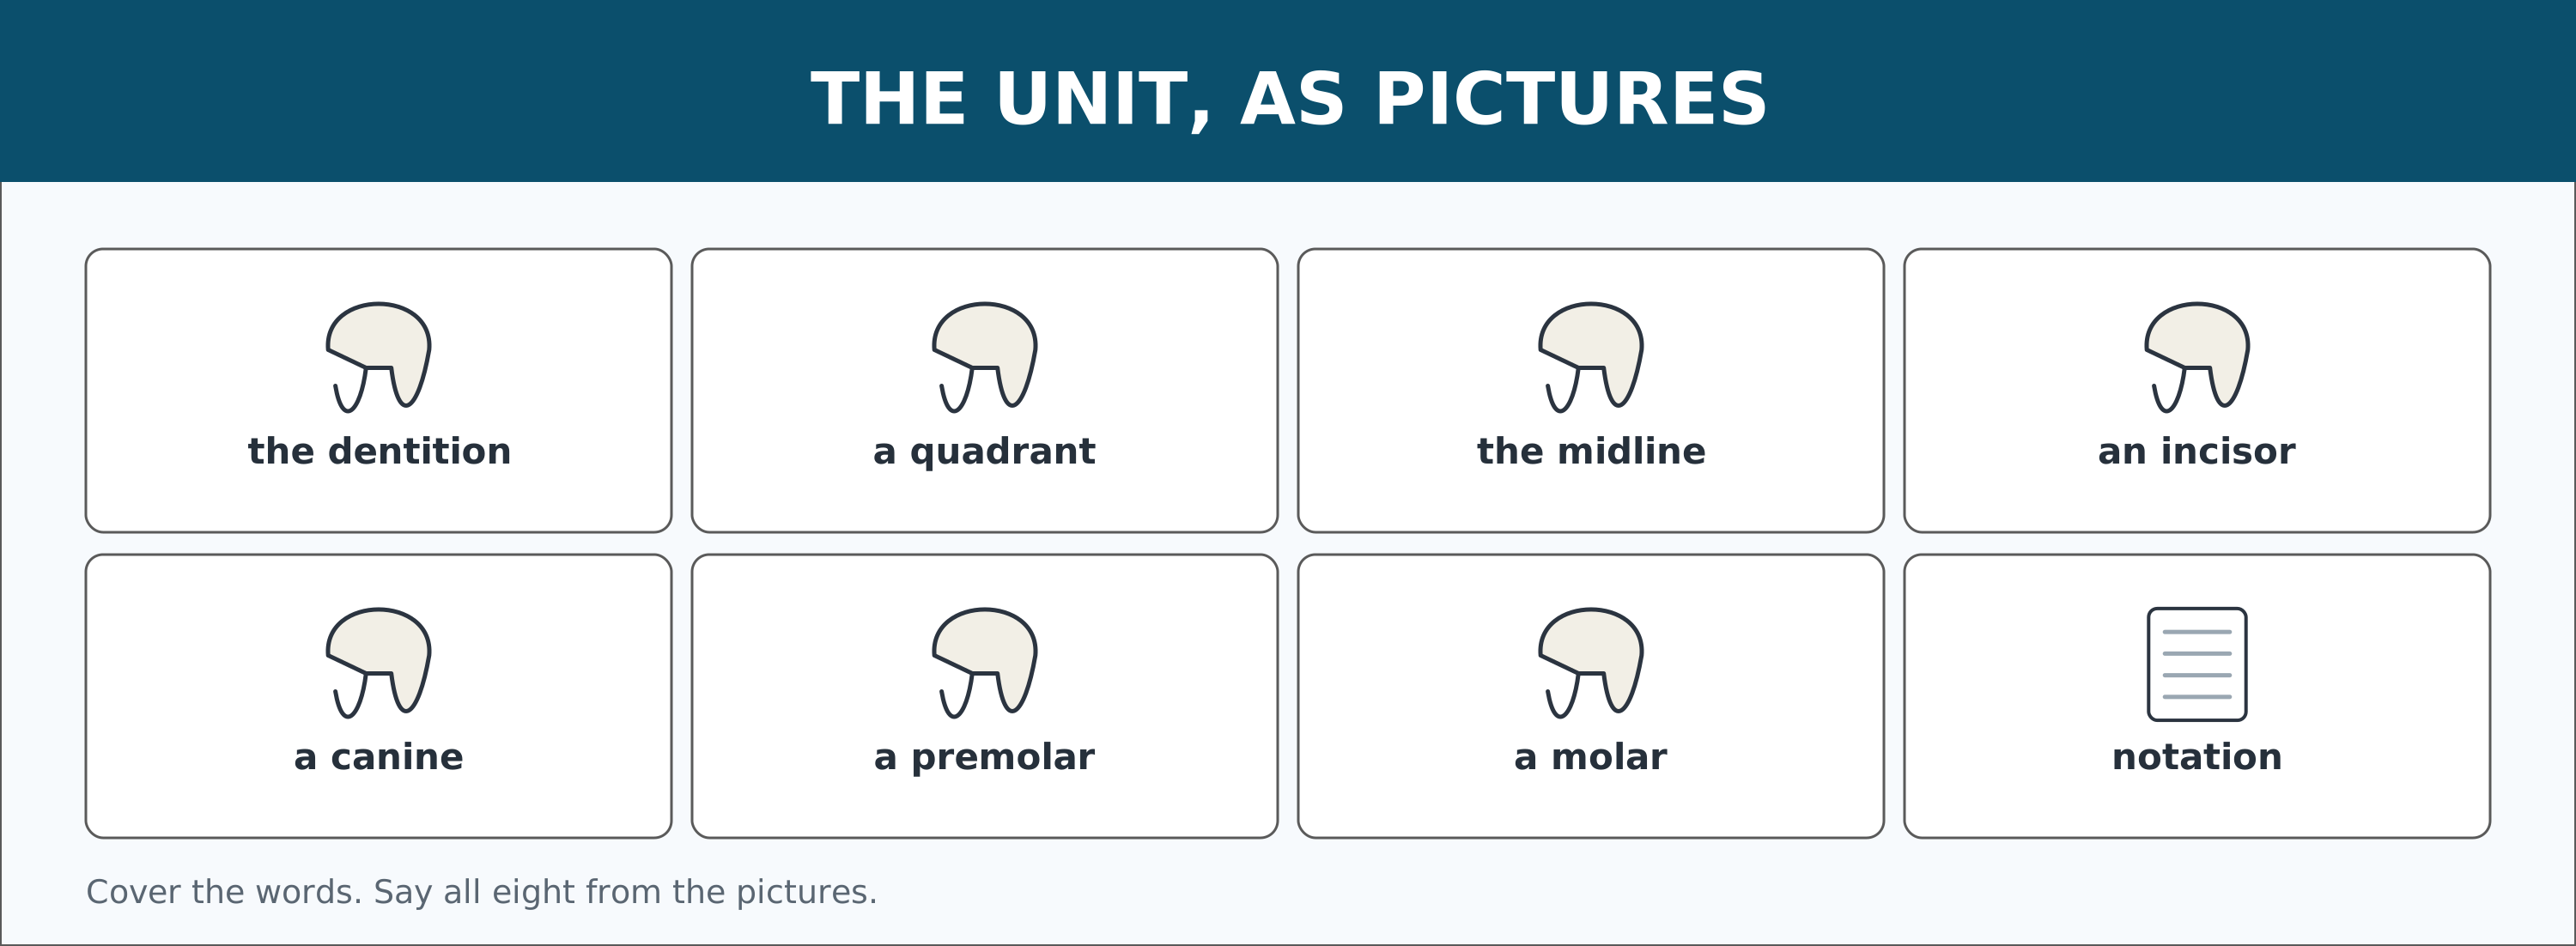 THE UNIT, AS PICTURES
the dentition
a quadrant
the midline
an incisor
a canine
a premolar
a molar
notation
Cover the words. Say all eight from the pictures.